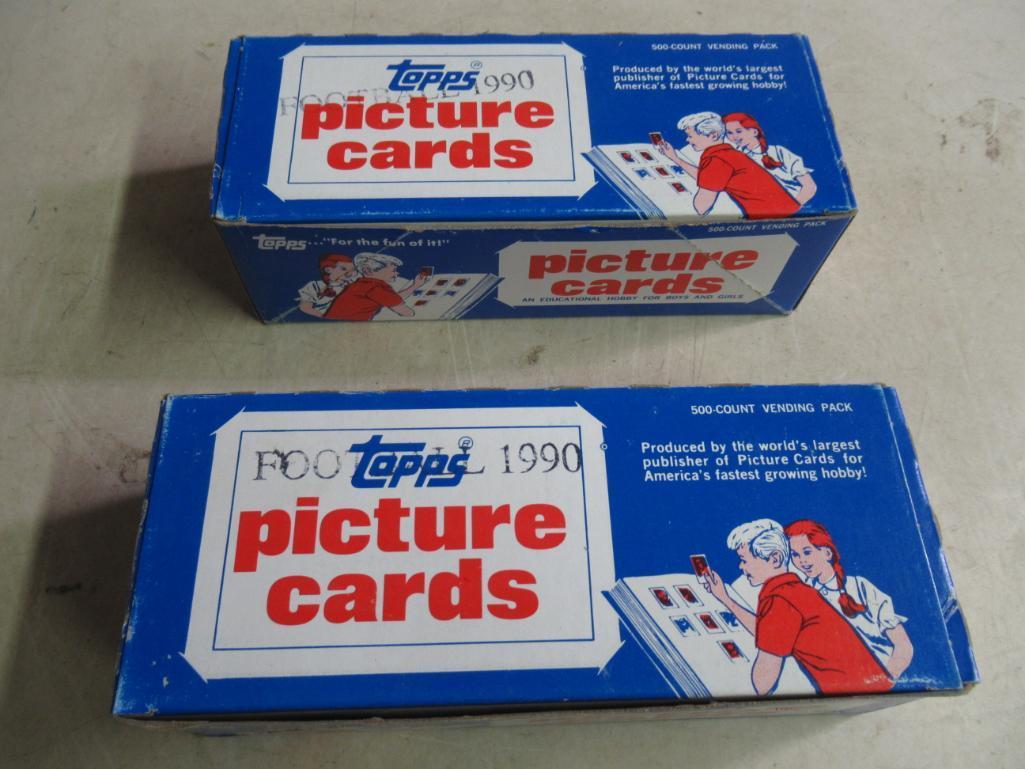 500-COUNT VENDING PACK
topps®
FOOTBALL 1990
picture
cards
Produced by the world's largest
publisher of Picture Cards for
America's fastest growing hobby!
500-COUNT VENDING PACK
topps..."For the fun of it!"
picture
cards
AN EDUCATIONAL HOBBY FOR BOYS AND GIRLS
500-COUNT VENDING PACK
topps®
FOOTBALL 1990
picture
cards
Produced by the world's largest
publisher of Picture Cards for
America's fastest growing hobby!